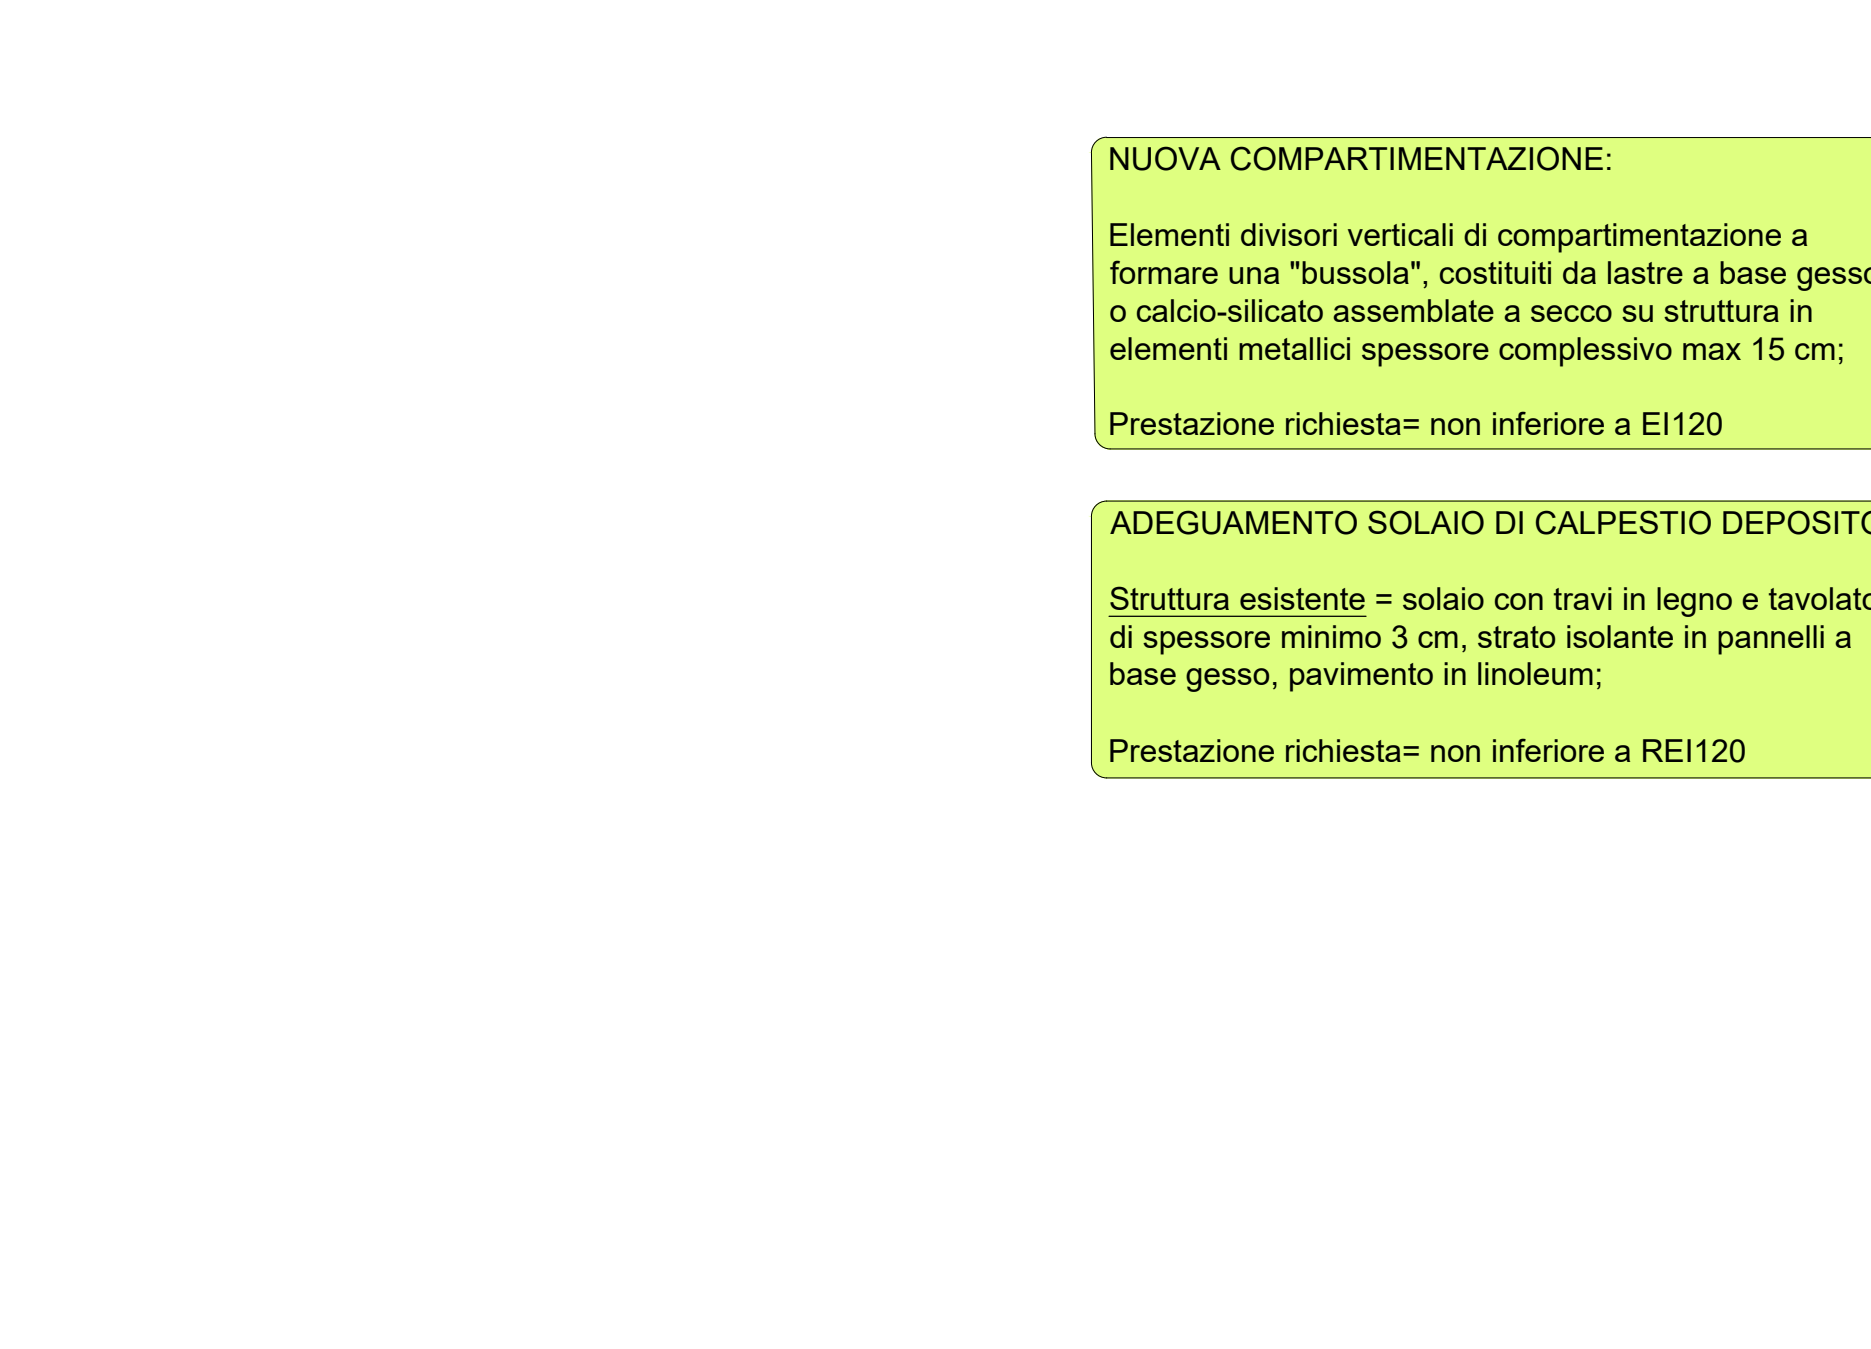 NUOVA COMPARTIMENTAZIONE:
Elementi divisori verticali di compartimentazione a
formare una "bussola", costituiti da lastre a base gesso
o calcio-silicato assemblate a secco su struttura in
elementi metallici spessore complessivo max 15 cm;
Prestazione richiesta= non inferiore a EI120
ADEGUAMENTO SOLAIO DI CALPESTIO DEPOSITO
Struttura esistente = solaio con travi in legno e tavolato
di spessore minimo 3 cm, strato isolante in pannelli a
base gesso, pavimento in linoleum;
Prestazione richiesta= non inferiore a REI120